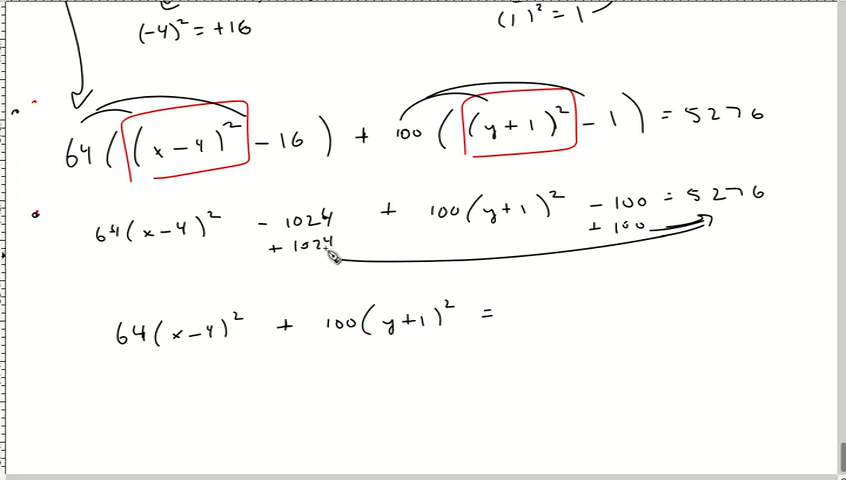 (-4)² = +16
(1)² = 1
64((x-4)² - 16) + 100((y+1)² - 1) = 5276
64(x-4)² - 1024 + 100(y+1)² - 100 = 5276
+ 1024 + 100
64(x-4)² + 100(y+1)² =